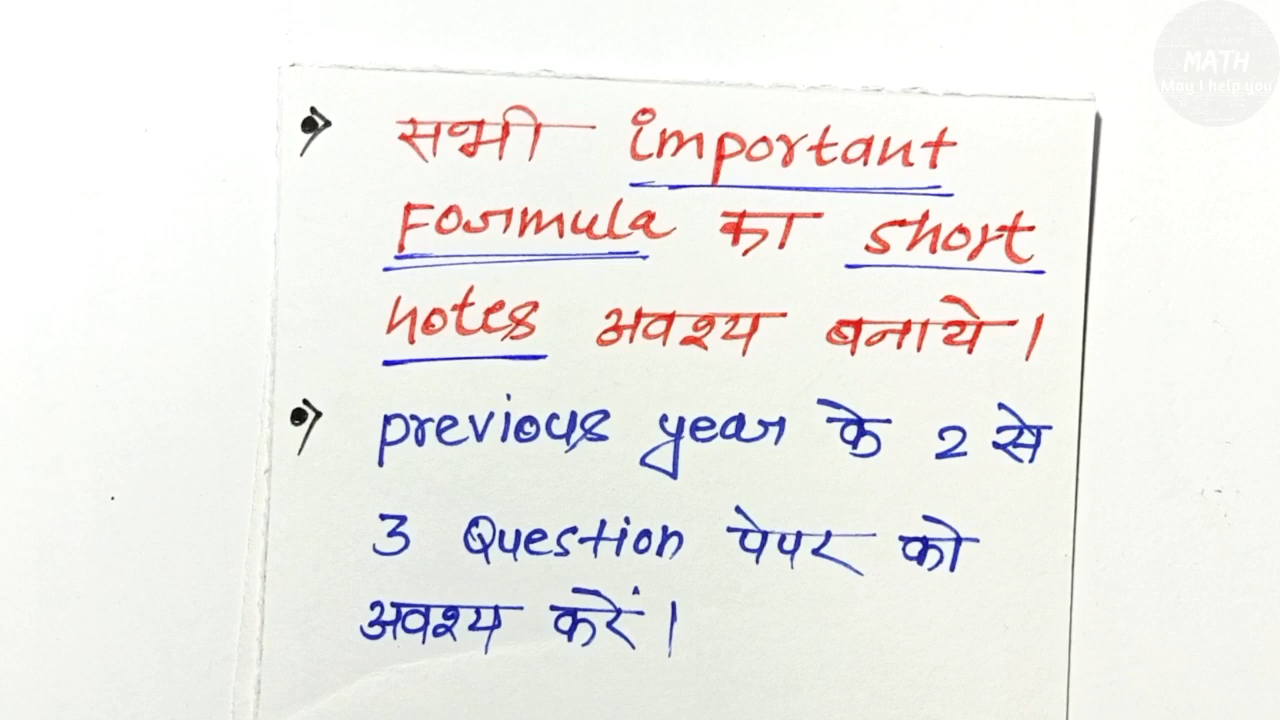 MATH
May I help you
सभी important
Formula का short
notes अवश्य बनाये।
previous year के 2 से
3 Question पेपर को
अवश्य करें।